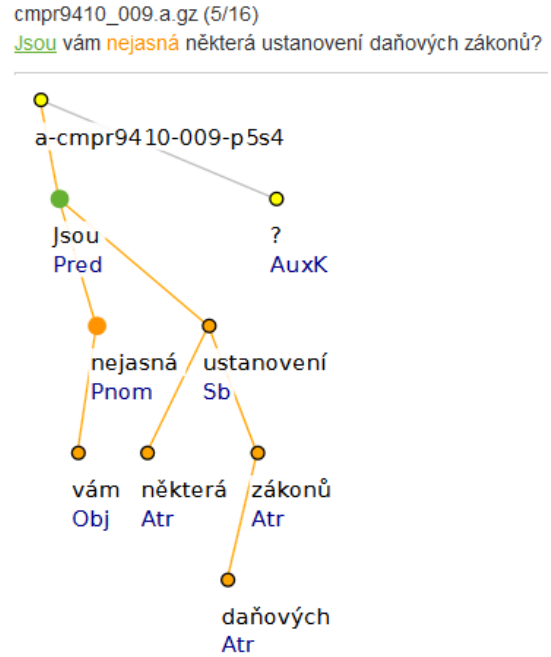 cmpr9410_009.a.gz (5/16)
Jsou vám nejasná některá ustanovení daňových zákonů?
a-cmpr9410-009-p5s4
Jsou ?
Pred AuxK
nejasná ustanovení
Pnom Sb
vám některá zákonů
Obj Atr Atr
daňových
Atr